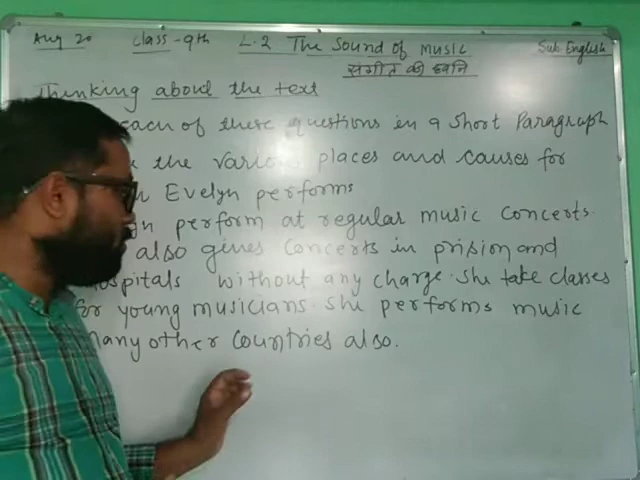 Aug 20 Class-9th L.2 The Sound of Music Sub. English
संगीत की ध्वनि
Thinking about the text
each of these questions in a Short Paragraph
the various places and causes for
Evelyn performs
perform at regular music concerts.
also gives concerts in prision and
Hospitals without any charge. She take classes
for young musicians. She performs music
many other countries also.